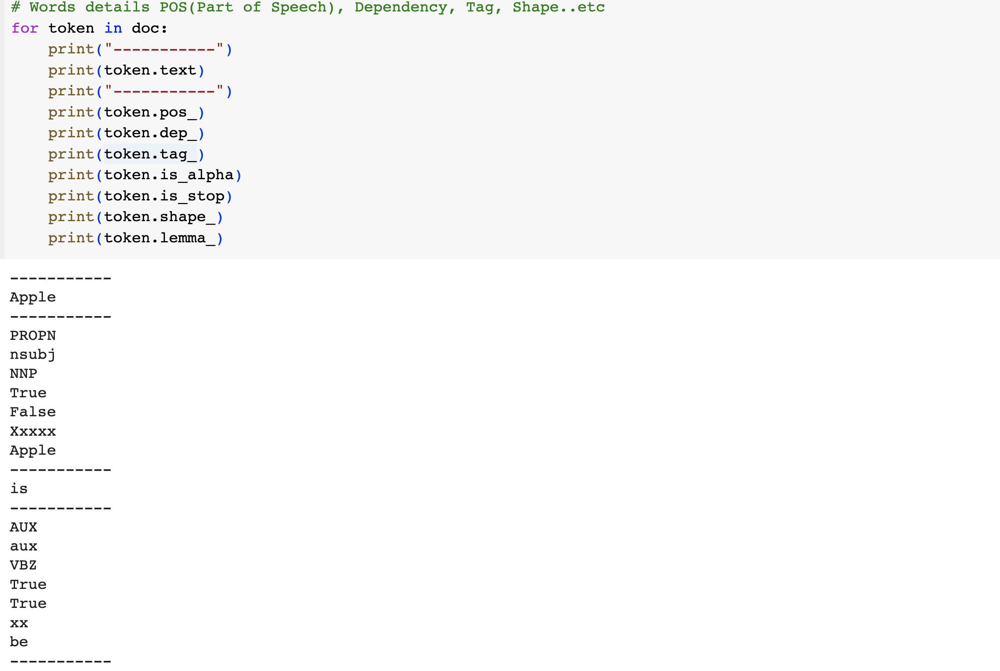 # Words details POS(Part of Speech), Dependency, Tag, Shape..etc
for token in doc:
    print("-----------")
    print(token.text)
    print("-----------")
    print(token.pos_)
    print(token.dep_)
    print(token.tag_)
    print(token.is_alpha)
    print(token.is_stop)
    print(token.shape_)
    print(token.lemma_)
-----------
Apple
-----------
PROPN
nsubj
NNP
True
False
Xxxxx
Apple
-----------
is
-----------
AUX
aux
VBZ
True
True
xx
be
-----------